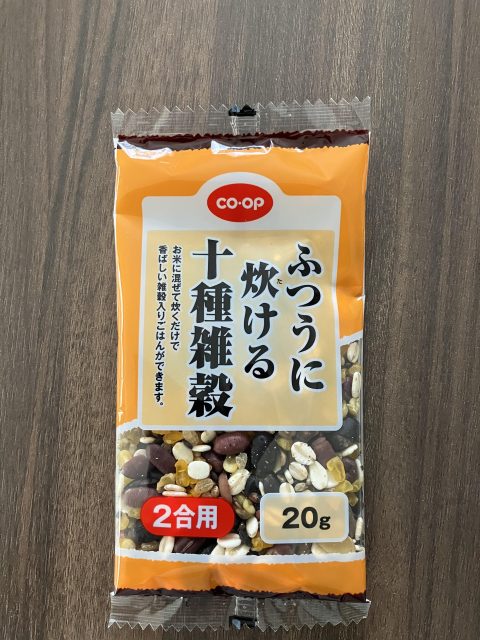 CO·OP
ふつうに
炊ける
た
十種雑穀
お米に混ぜて炊くだけで
香ばしい雑穀入りごはんができます。
2合用
20g